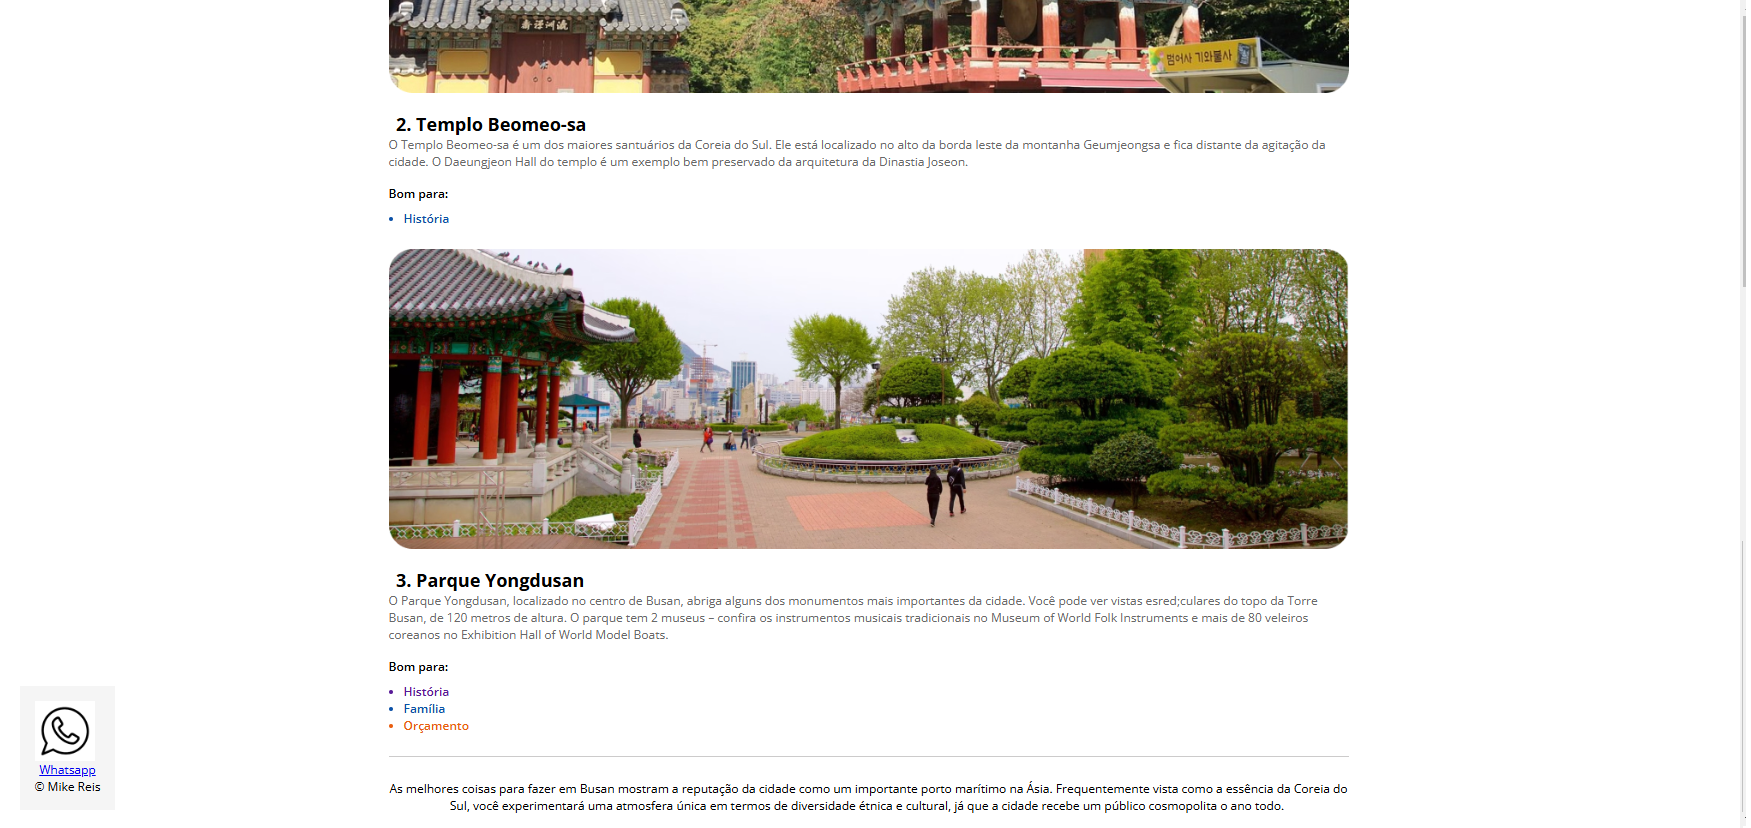 범어사 기와불사
2. Templo Beomeo-sa
O Templo Beomeo-sa é um dos maiores santuários da Coreia do Sul. Ele está localizado no alto da borda leste da montanha Geumjeongsa e fica distante da agitação da
cidade. O Daeungjeon Hall do templo é um exemplo bem preservado da arquitetura da Dinastia Joseon.
Bom para:
• História
3. Parque Yongdusan
O Parque Yongdusan, localizado no centro de Busan, abriga alguns dos monumentos mais importantes da cidade. Você pode ver vistas esred;culares do topo da Torre
Busan, de 120 metros de altura. O parque tem 2 museus – confira os instrumentos musicais tradicionais no Museum of World Folk Instruments e mais de 80 veleiros
coreanos no Exhibition Hall of World Model Boats.
Bom para:
• História
• Família
• Orçamento
Whatsapp
© Mike Reis
As melhores coisas para fazer em Busan mostram a reputação da cidade como um importante porto marítimo na Ásia. Frequentemente vista como a essência da Coreia do
Sul, você experimentará uma atmosfera única em termos de diversidade étnica e cultural, já que a cidade recebe um público cosmopolita o ano todo.